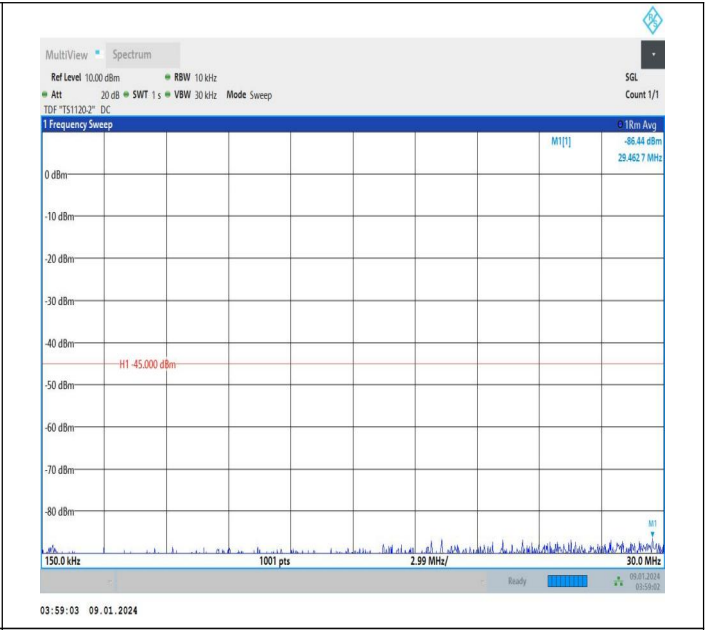 R S
MultiView Spectrum
Ref Level 10.00 dBm RBW 10 kHz SGL
Att 20 dB SWT 1 s VBW 30 kHz Mode Sweep Count 1/1
TDF "TS1120-2" DC
1 Frequency Sweep 1Rm Avg
M1[1] -86.44 dBm
29.462 7 MHz
0 dBm
-10 dBm
-20 dBm
-30 dBm
-40 dBm
H1 -45.000 dBm
-50 dBm
-60 dBm
-70 dBm
-80 dBm
M1
150.0 kHz 1001 pts 2.99 MHz/ 30.0 MHz
Ready 09.01.2024
03:59:02
03:59:03 09.01.2024